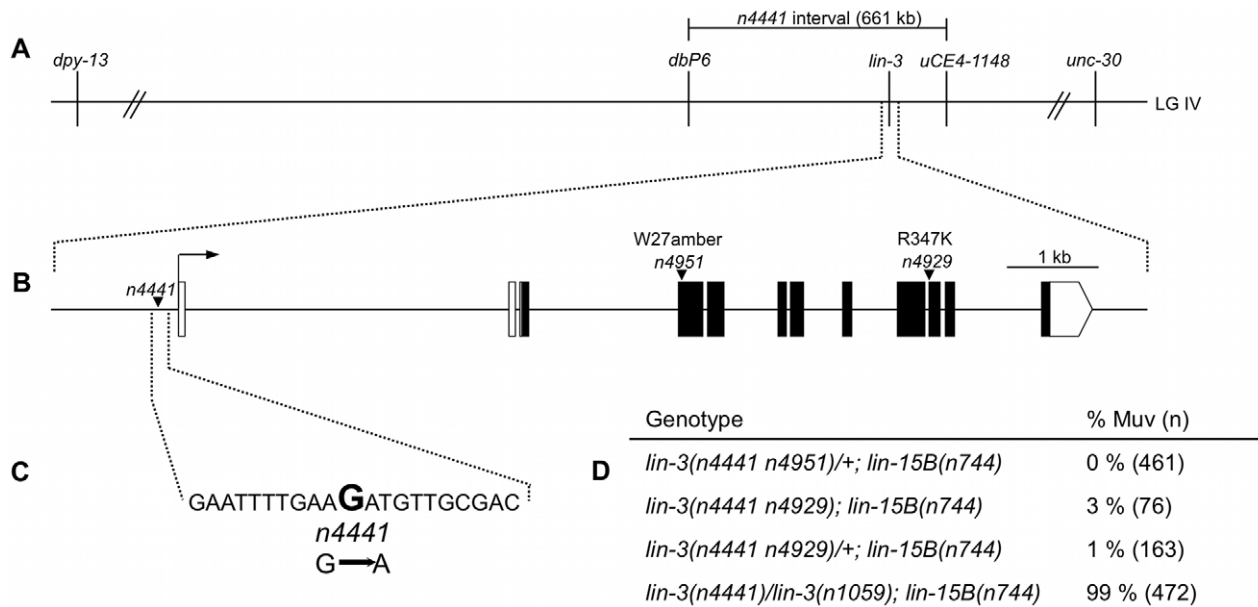 n4441 interval (661 kb)
A
dpy-13
dbP6
lin-3
uCE4-1148
unc-30
LG IV
B
n4441
W27amber
n4951
R347K
n4929
1 kb
C
GAATTTTGAAGATGTTGCGAC
n4441
G A
D
Genotype % Muv (n)
lin-3(n4441 n4951)/+; lin-15B(n744) 0 % (461)
lin-3(n4441 n4929); lin-15B(n744) 3 % (76)
lin-3(n4441 n4929)/+; lin-15B(n744) 1 % (163)
lin-3(n4441)/lin-3(n1059); lin-15B(n744) 99 % (472)